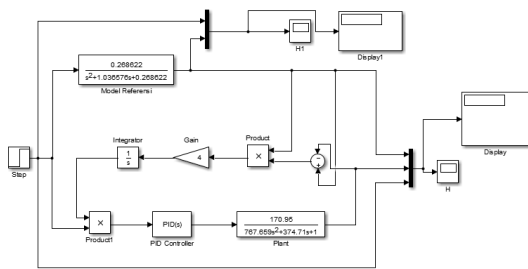 H1
Display1
0.268622
s²+1.036576s+0.268622
Model Referensi
Display
Integrator
1
s
Gain
4
Product
×
−
+
Step
H
×
Product1
PID(s)
PID Controller
170.95
767.659s²+374.71s+1
Plant